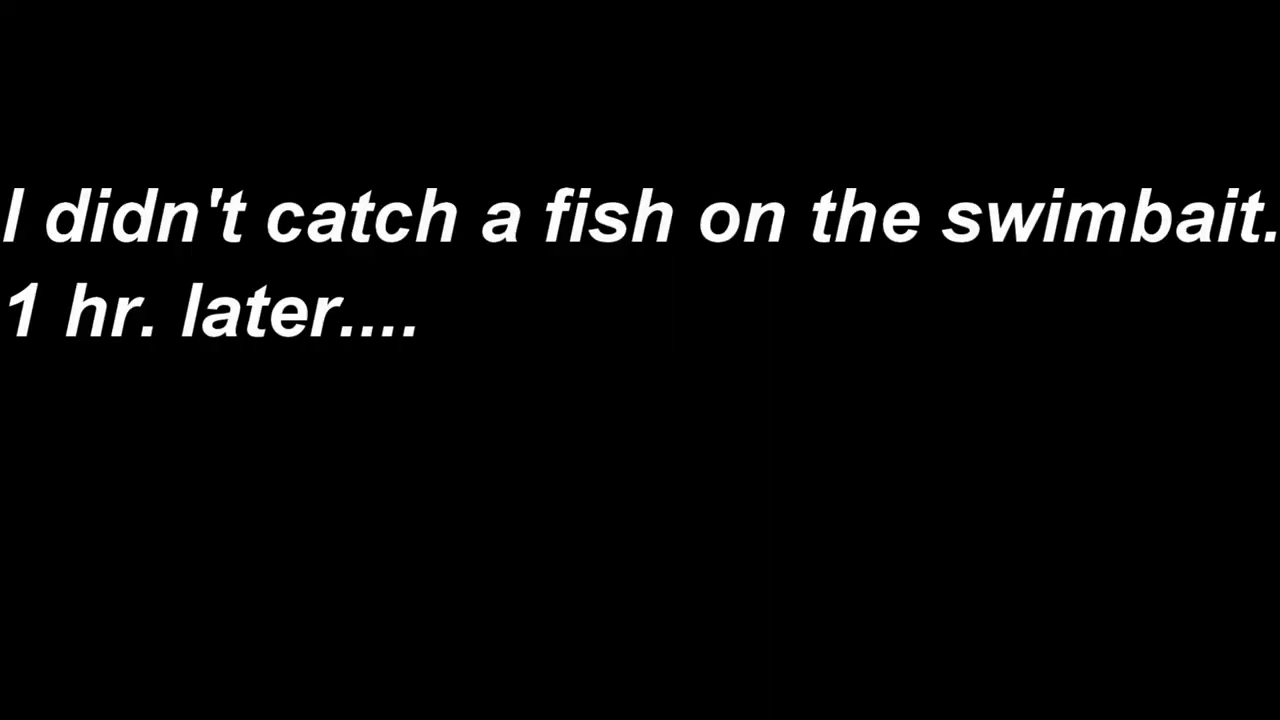 I didn't catch a fish on the swimbait.
1 hr. later....